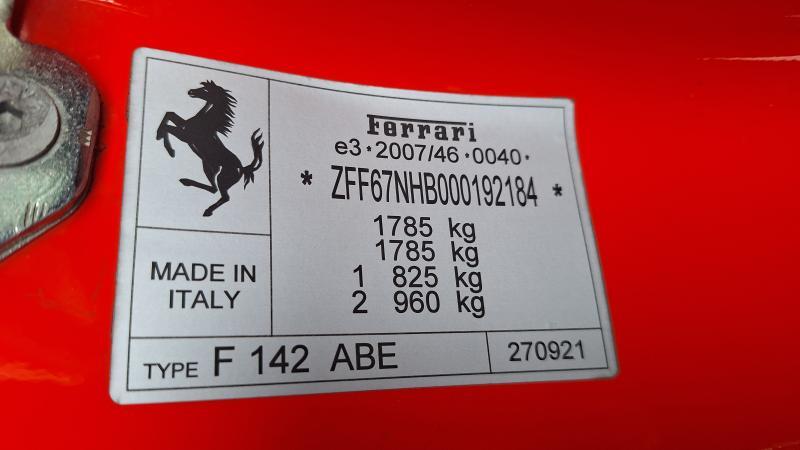 Ferrari
e3*2007/46*0040*
* ZFF67NHB000192184 *
1785 kg
1785 kg
1 825 kg
2 960 kg
MADE IN
ITALY
TYPE F 142 ABE
270921